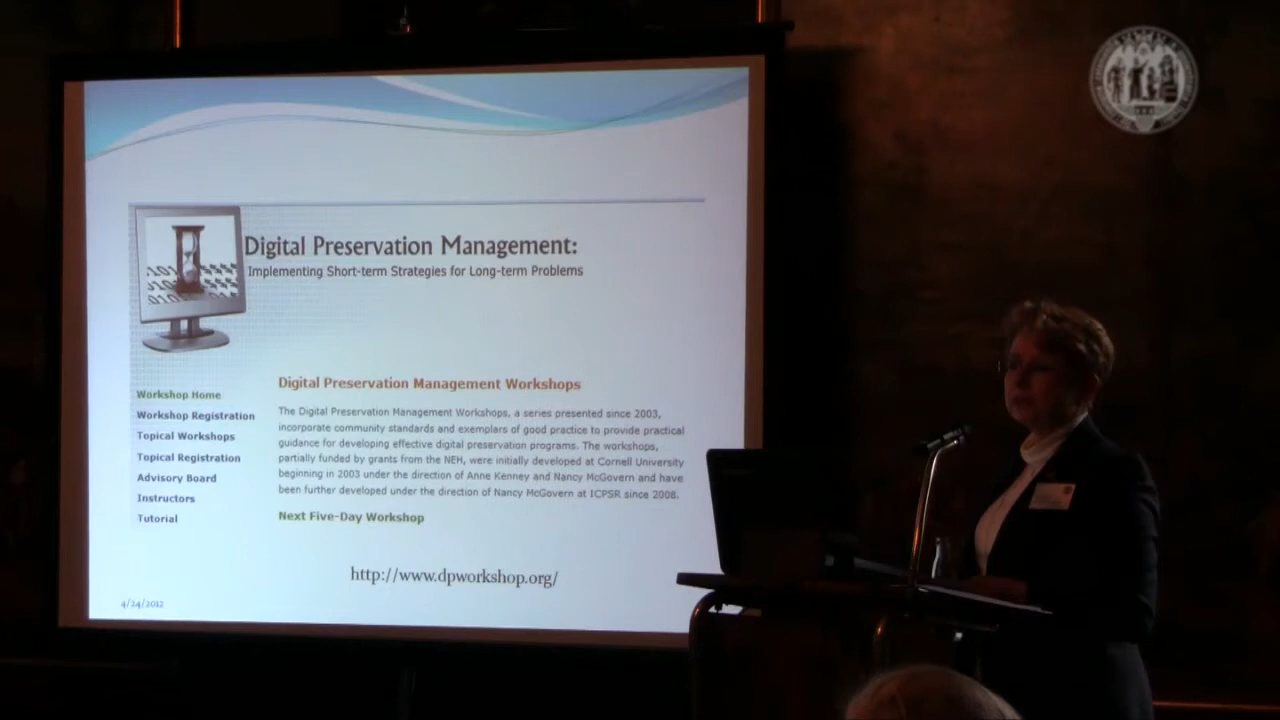 Digital Preservation Management:
Implementing Short-term Strategies for Long-term Problems
Workshop Home
Workshop Registration
Topical Workshops
Topical Registration
Advisory Board
Instructors
Tutorial
Digital Preservation Management Workshops
The Digital Preservation Management Workshops, a series presented since 2003,
incorporate community standards and exemplars of good practice to provide practical
guidance for developing effective digital preservation programs. The workshops,
partially funded by grants from the NEH, were initially developed at Cornell University
beginning in 2003 under the direction of Anne Kenney and Nancy McGovern and have
been further developed under the direction of Nancy McGovern at ICPSR since 2008.
Next Five-Day Workshop
http://www.dpworkshop.org/
4/24/2012